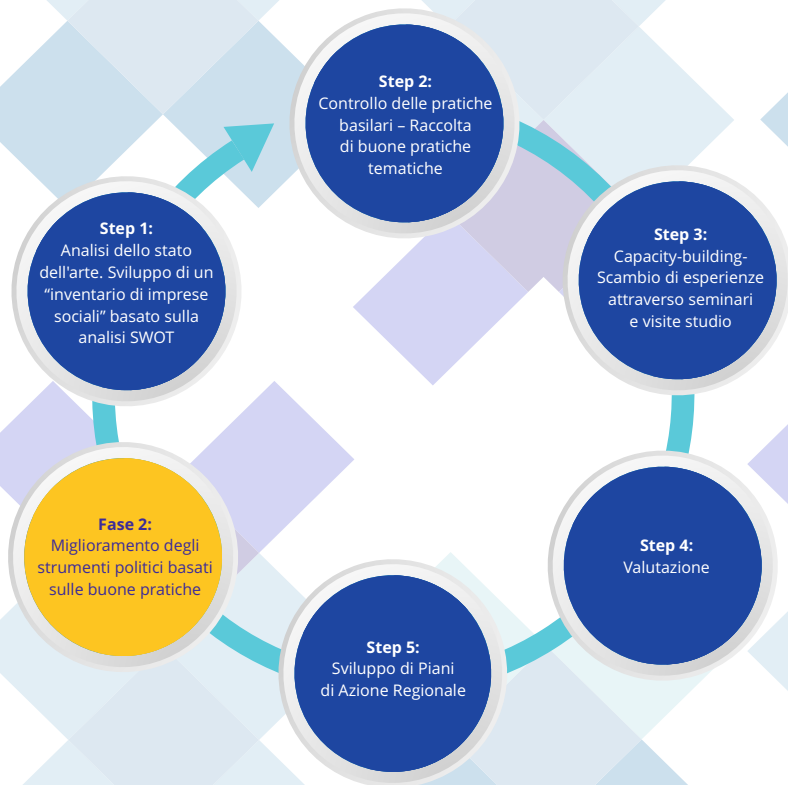 Step 1:
Analisi dello stato
dell'arte. Sviluppo di un
“inventario di imprese
sociali” basato sulla
analisi SWOT
Step 2:
Controllo delle pratiche
basilari – Raccolta
di buone pratiche
tematiche
Step 3:
Capacity-building-
Scambio di esperienze
attraverso seminari
e visite studio
Step 4:
Valutazione
Step 5:
Sviluppo di Piani
di Azione Regionale
Fase 2:
Miglioramento degli
strumenti politici basati
sulle buone pratiche